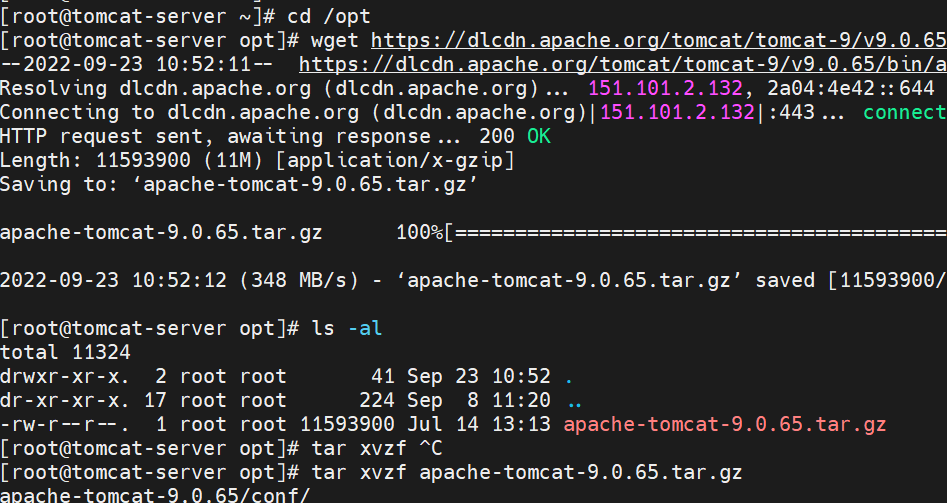 [root@tomcat-server ~]# cd /opt
[root@tomcat-server opt]# wget https://dlcdn.apache.org/tomcat/tomcat-9/v9.0.65
--2022-09-23 10:52:11--  https://dlcdn.apache.org/tomcat/tomcat-9/v9.0.65/bin/a
Resolving dlcdn.apache.org (dlcdn.apache.org)... 151.101.2.132, 2a04:4e42::644
Connecting to dlcdn.apache.org (dlcdn.apache.org)|151.101.2.132|:443... connect
HTTP request sent, awaiting response... 200 OK
Length: 11593900 (11M) [application/x-gzip]
Saving to: ‘apache-tomcat-9.0.65.tar.gz’
apache-tomcat-9.0.65.tar.gz      100%[=========================================
2022-09-23 10:52:12 (348 MB/s) - ‘apache-tomcat-9.0.65.tar.gz’ saved [11593900/
[root@tomcat-server opt]# ls -al
total 11324
drwxr-xr-x.  2 root root       41 Sep 23 10:52 .
dr-xr-xr-x. 17 root root      224 Sep  8 11:20 ..
-rw-r--r--.  1 root root 11593900 Jul 14 13:13 apache-tomcat-9.0.65.tar.gz
[root@tomcat-server opt]# tar xvzf ^C
[root@tomcat-server opt]# tar xvzf apache-tomcat-9.0.65.tar.gz
apache-tomcat-9.0.65/conf/